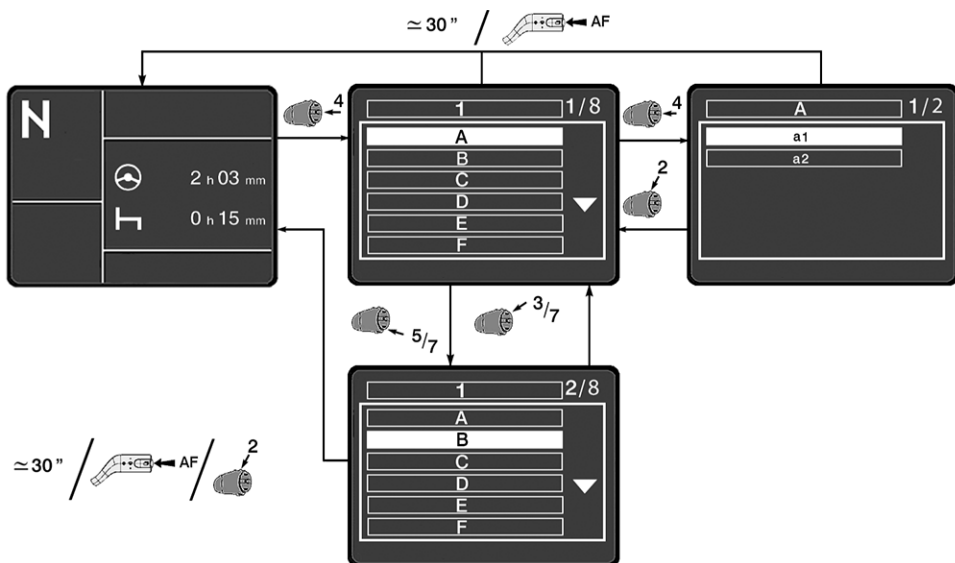 ≃ 30 " / AF
N
2 h 03 mm
0 h 15 mm
4
1 1/8
A
B
C
D
E
F
4
2
A 1/2
a1
a2
5/7
3/7
1 2/8
A
B
C
D
E
F
≃ 30 " / AF / 2